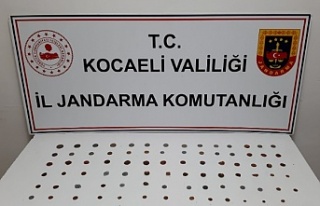 T.C.
KOCAELİ VALİLİĞİ
İL JANDARMA KOMUTANLIĞI